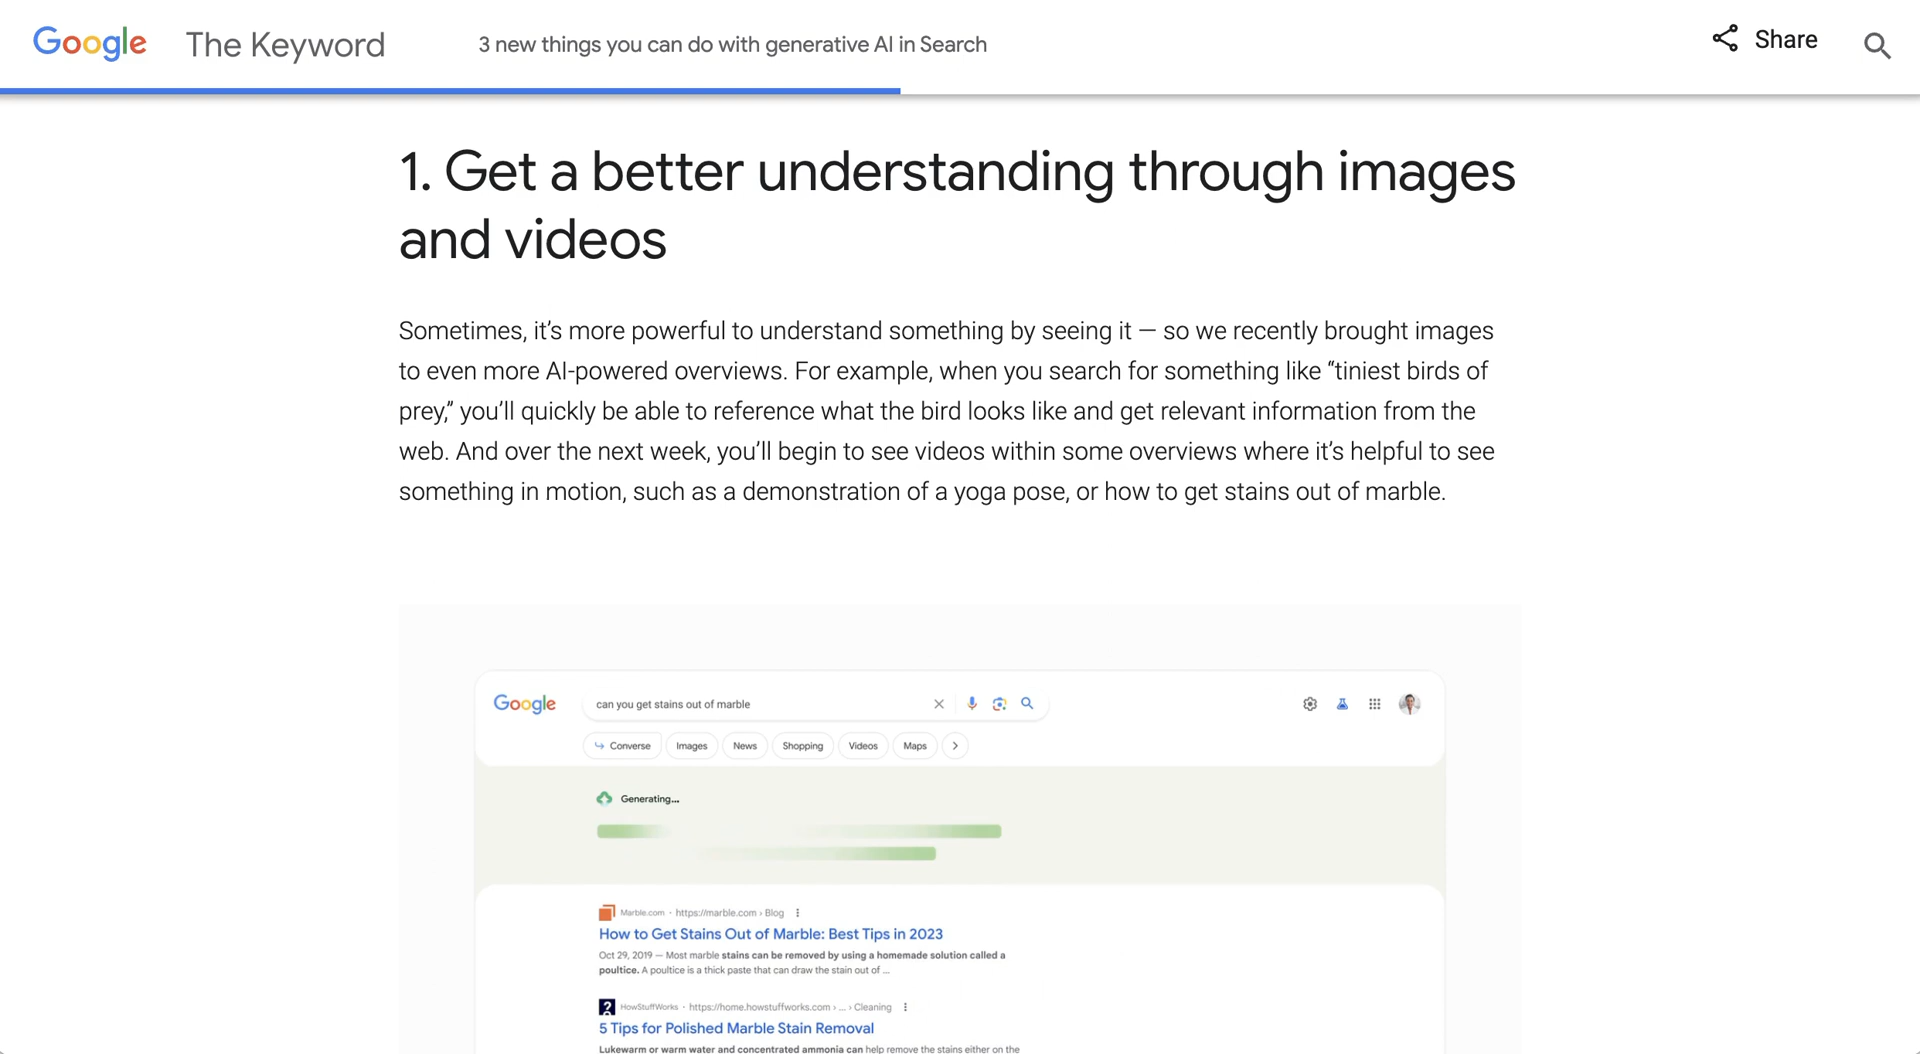 Google The Keyword 3 new things you can do with generative AI in Search Share
1. Get a better understanding through images
and videos
Sometimes, it’s more powerful to understand something by seeing it — so we recently brought images
to even more AI-powered overviews. For example, when you search for something like “tiniest birds of
prey,” you’ll quickly be able to reference what the bird looks like and get relevant information from the
web. And over the next week, you’ll begin to see videos within some overviews where it’s helpful to see
something in motion, such as a demonstration of a yoga pose, or how to get stains out of marble.
Google can you get stains out of marble
Converse Images News Shopping Videos Maps
Generating...
Marble.com · https://marble.com › Blog
How to Get Stains Out of Marble: Best Tips in 2023
Oct 29, 2019 — Most marble stains can be removed by using a homemade solution called a
poultice. A poultice is a thick paste that can draw the stain out of ...
HowStuffWorks · https://home.howstuffworks.com › ... › Cleaning
5 Tips for Polished Marble Stain Removal
Lukewarm or warm water and concentrated ammonia can help remove the stains either on the